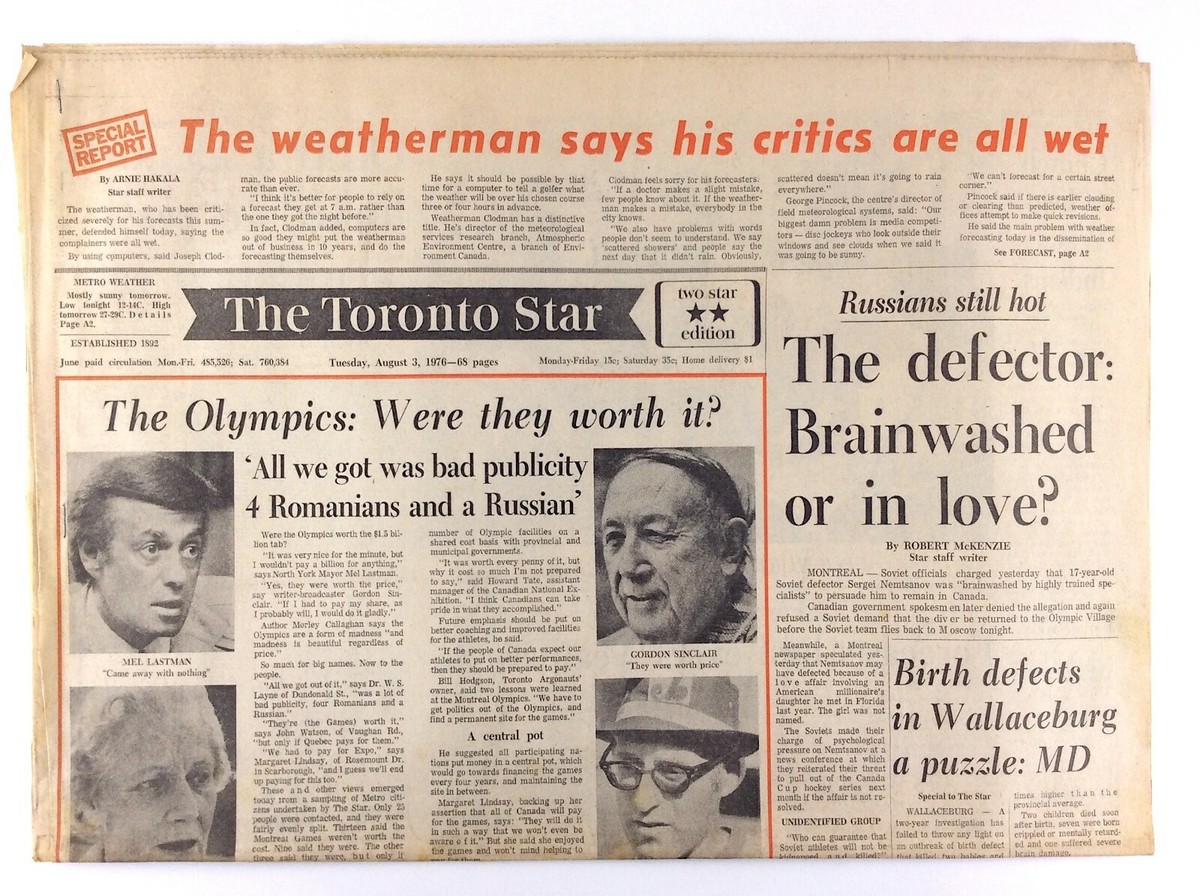 SPECIAL
REPORT
The weatherman says his critics are all wet
By ARNIE HAKALA
Star staff writer
The weatherman, who has been criti-
cized severely for his forecasts this sum-
mer, defended himself today, saying the
complainers were all wet.
By using computers, said Joseph Clod-
man, the public forecasts are more accu-
rate than ever.
"I think it's better for people to rely on
a forecast they get at 7 a.m. rather than
the one they got the night before."
In fact, Clodman added, computers are
so good they might put the weatherman
out of business in 10 years, and do the
forecasting themselves.
He says it should be possible by that
time for a computer to tell a golfer what
the weather will be over his chosen course
three or four hours in advance.
Weatherman Clodman has a distinctive
title. He's director of the meteorological
services research branch, Atmospheric
Environment Centre, a branch of Envi-
ronment Canada.
Clodman feels sorry for his forecasters.
"If a doctor makes a slight mistake,
few people know about it. If the weather-
man makes a mistake, everybody in the
city knows.
"We also have problems with words
people don't seem to understand. We say
'scattered showers' and people say the
next day that it didn't rain. Obviously,
scattered doesn't mean it's going to rain
everywhere."
George Pincock, the centre's director of
field meteorological systems, said: "Our
biggest damn problem is media competi-
tors — disc jockeys who look outside their
windows and see clouds when we said it
was going to be sunny.
"We can't forecast for a certain street
corner."
Pincock said if there is earlier clouding
or clearing than predicted, weather of-
fices attempt to make quick revisions.
He said the main problem with weather
forecasting today is the dissemination of
See FORECAST, page A2
METRO WEATHER
Mostly sunny tomorrow.
Low tonight 12-14C. High
tomorrow 27-29C. Details
Page A2.
ESTABLISHED 1892
The Toronto Star
two star
★★
edition
June paid circulation Mon.-Fri. 485,526; Sat. 760,384
Tuesday, August 3, 1976—68 pages
Monday-Friday 15c; Saturday 35c; Home delivery $1
The Olympics: Were they worth it?
'All we got was bad publicity
4 Romanians and a Russian'
MEL LASTMAN
"Came away with nothing"
Were the Olympics worth the $1.5 bil-
lion tab?
"It was very nice for the minute, but
I wouldn't pay a billion for anything,"
says North York Mayor Mel Lastman.
"Yes, they were worth the price,"
say writer-broadcaster Gordon Sin-
clair. "If I had to pay my share, as
I probably will, I would do it gladly."
Author Morley Callaghan says the
Olympics are a form of madness "and
madness is beautiful regardless of
price."
So much for big names. Now to the
people.
"All we got out of it," says Dr. W. S.
Layne of Dundonald St., "was a lot of
bad publicity, four Romanians and a
Russian."
"They're (the Games) worth it,"
says John Watson, of Vaughan Rd.,
"but only if Quebec pays for them."
"We had to pay for Expo," says
Margaret Lindsay, of Rosemount Dr.
in Scarborough, "and I guess we'll end
up paying for this too."
These and other views emerged
today from a sampling of Metro citi-
zens undertaken by The Star. Only 25
people were contacted, and they were
fairly evenly split. Thirteen said the
Montreal Games weren't worth the
cost. Nine said they were. The other
three said they were, but only if
number of Olympic facilities on a
shared cost basis with provincial and
municipal governments.
"It was worth every penny of it, but
why it cost so much I'm not prepared
to say," said Howard Tate, assistant
manager of the Canadian National Ex-
hibition. "I think Canadians can take
pride in what they accomplished."
Future emphasis should be put on
better coaching and improved facilities
for the athletes, he said.
"If the people of Canada expect our
athletes to put on better performances,
then they should be prepared to pay."
Bill Hodgson, Toronto Argonauts'
owner, said two lessons were learned
at the Montreal Olympics. "We have to
get politics out of the Olympics, and
find a permanent site for the games."
A central pot
He suggested all participating na-
tions put money in a central pot, which
would go towards financing the games
every four years, and maintaining the
site in between.
Margaret Lindsay, backing up her
assertion that all of Canada will pay
for the games, says: "They will do it
in such a way that we won't even be
aware of it." But she said she enjoyed
the games and won't mind helping to
pay for them.
GORDON SINCLAIR
"They were worth price"
Russians still hot
The defector:
Brainwashed
or in love?
By ROBERT McKENZIE
Star staff writer
MONTREAL — Soviet officials charged yesterday that 17-year-old
Soviet defector Sergei Nemtsanov was "brainwashed by highly trained spe-
cialists" to persuade him to remain in Canada.
Canadian government spokesmen later denied the allegation and again
refused a Soviet demand that the diver be returned to the Olympic Village
before the Soviet team flies back to Moscow tonight.
Meanwhile, a Montreal
newspaper speculated yes-
terday that Nemtsanov may
have defected because of a
love affair involving an
American millionaire's
daughter he met in Florida
last year. The girl was not
named.
The Soviets made their
charge of psychological
pressure on Nemtsanov at a
news conference at which
they reiterated their threat
to pull out of the Canada
Cup hockey series next
month if the affair is not re-
solved.
UNIDENTIFIED GROUP
"Who can guarantee that
Soviet athletes will not be
kidnapped and killed"
Birth defects
in Wallaceburg
a puzzle: MD
Special to The Star
WALLACEBURG — A
two-year investigation has
failed to throw any light on
an outbreak of birth defect
that killed two babies and
times higher than the
provincial average.
Two children died soon
after birth, seven were born
crippled or mentally retard-
ed and one suffered severe
brain damage.